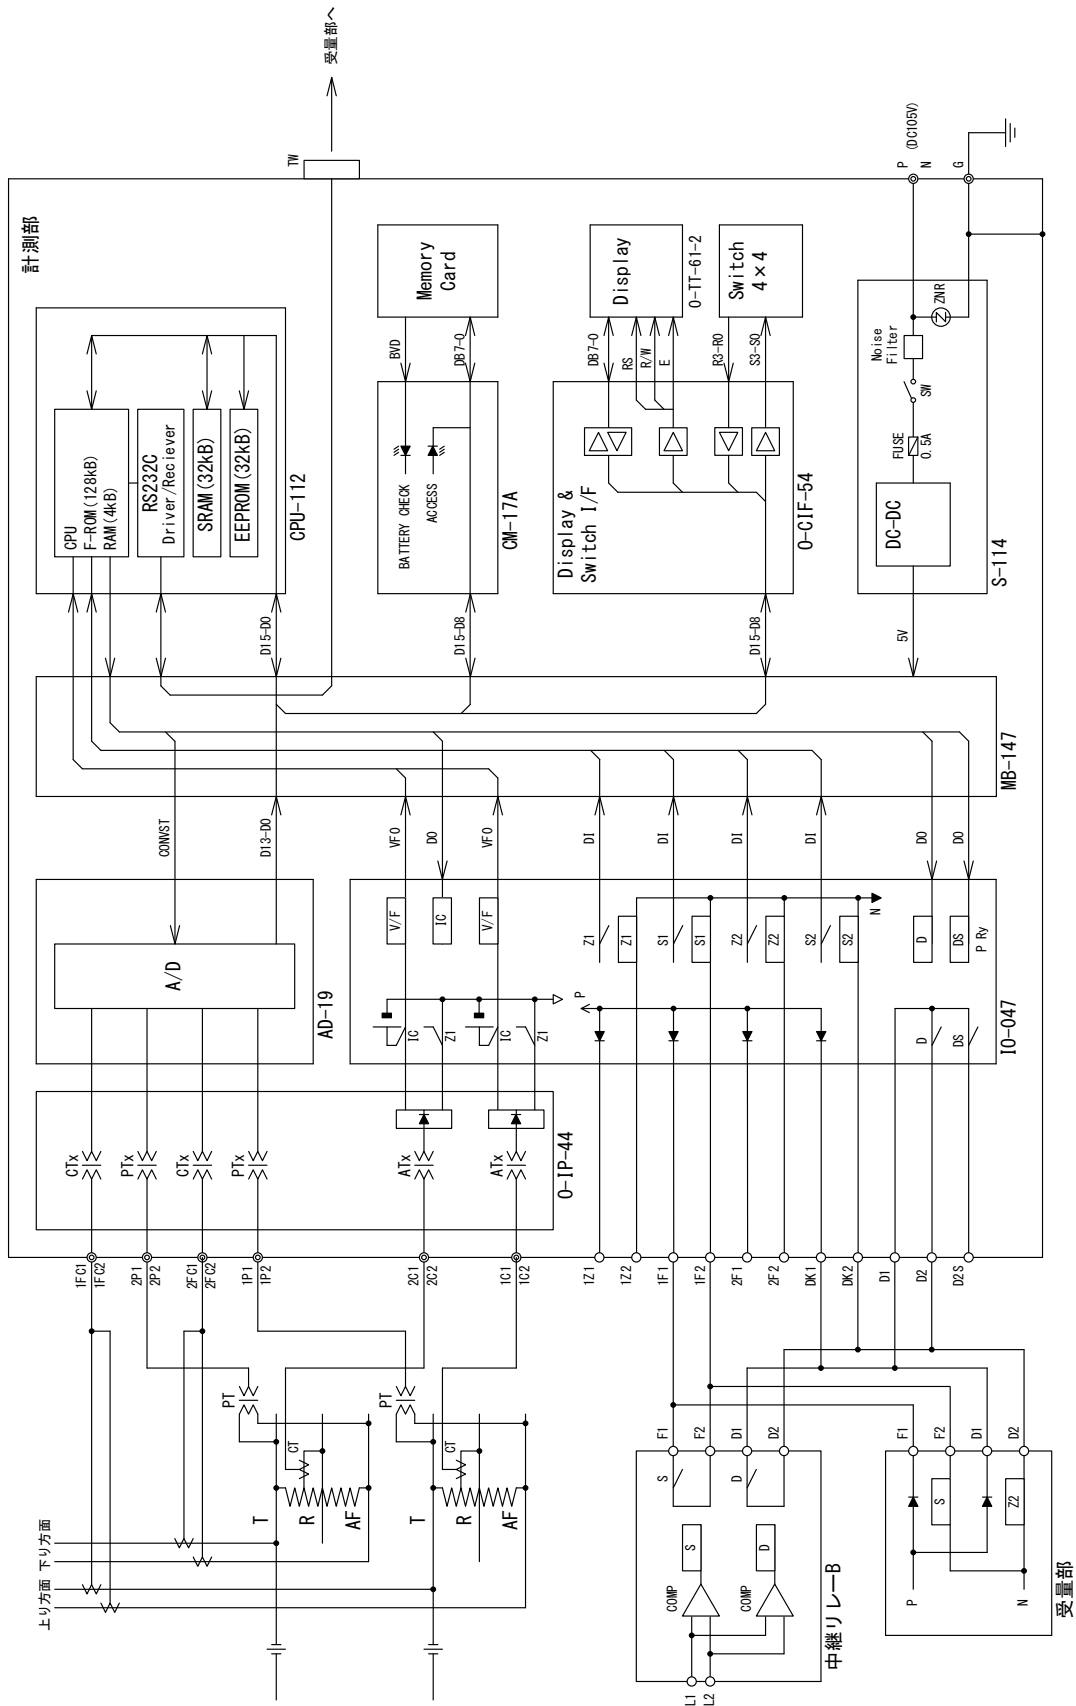 計測部
受量部へ
TW
CPU
F-ROM(128kB)
RAM(4kB)
RS232C
Driver/Reciever
SRAM(32kB)
EEPROM(32kB)
CPU-112
D15-D0
Memory
Card
BVD
DB7-0
BATTERY CHECK
ACCESS
CM-17A
D15-D8
Display
O-TT-61-2
Switch
4×4
DB7-0
RS
R/W
E
R3-R0
S3-S0
Display &
Switch I/F
O-CIF-54
D15-D8
P
(DC105V)
N
G
ZNR
Noise
Filter
SW
FUSE
0.5A
DC-DC
S-114
5V
MB-147
CONVST
D13-D0
VFO
DO
VFO
DI
DI
DI
DI
DO
DO
A/D
AD-19
V/F
IC
V/F
IC
Z1
IC
Z1
P
Z1
Z1
S1
S1
Z2
Z2
S2
S2
N
D
DS
P Ry
D
DS
IO-047
CTx
PTx
CTx
PTx
ATx
ATx
O-IP-44
1FC1
1FC2
2P1
2P2
2FC1
2FC2
1P1
1P2
2C1
2C2
1C1
1C2
1Z1
1Z2
1F1
1F2
2F1
2F2
DK1
DK2
D1
D2
D2S
上り方面
下り方面
PT
CT
T
R
AF
PT
CT
T
R
AF
F1
F2
D1
D2
S
D
S
D
COMP
COMP
L1
L2
中継リレーB
F1
F2
D1
D2
S
Z2
P
N
受量部